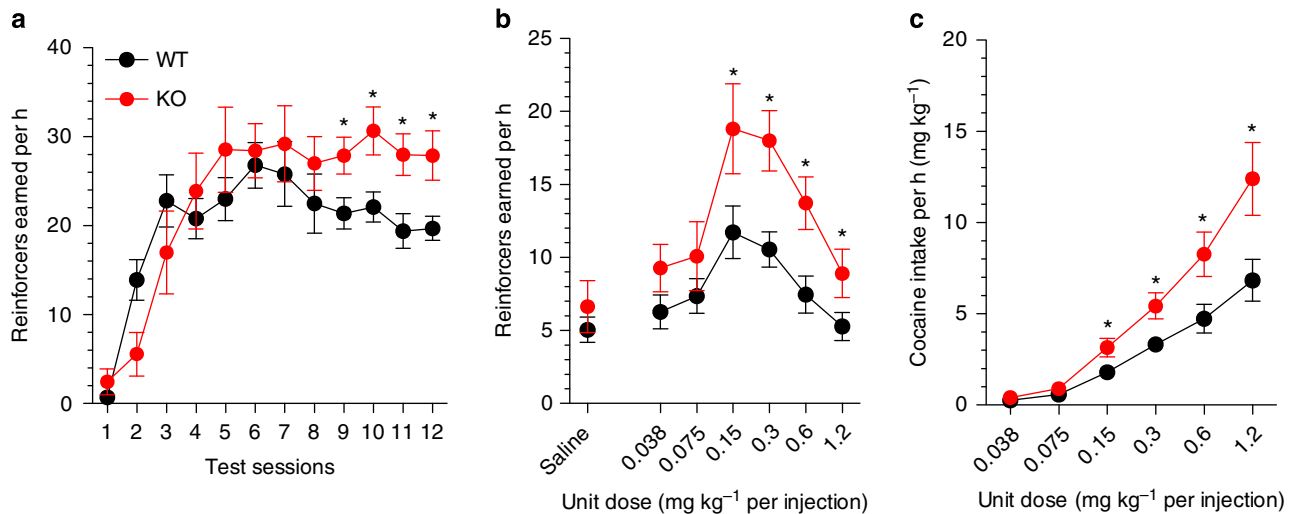 a
Reinforcers earned per h
40
30
20
10
0
WT
KO
* * * *
1 2 3 4 5 6 7 8 9 10 11 12
Test sessions
b
Reinforcers earned per h
25
20
15
10
5
0
* * * *
Saline 0.038 0.075 0.15 0.3 0.6 1.2
Unit dose (mg kg⁻¹ per injection)
c
Cocaine intake per h (mg kg⁻¹)
20
15
10
5
0
* * * *
0.038 0.075 0.15 0.3 0.6 1.2
Unit dose (mg kg⁻¹ per injection)